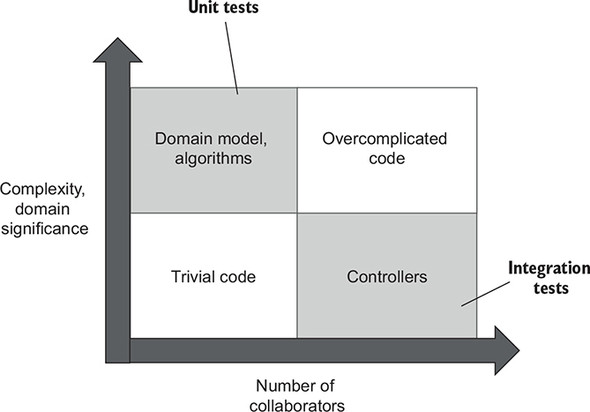 Unit tests
Domain model,
algorithms
Overcomplicated
code
Complexity,
domain
significance
Trivial code
Controllers
Integration
tests
Number of
collaborators